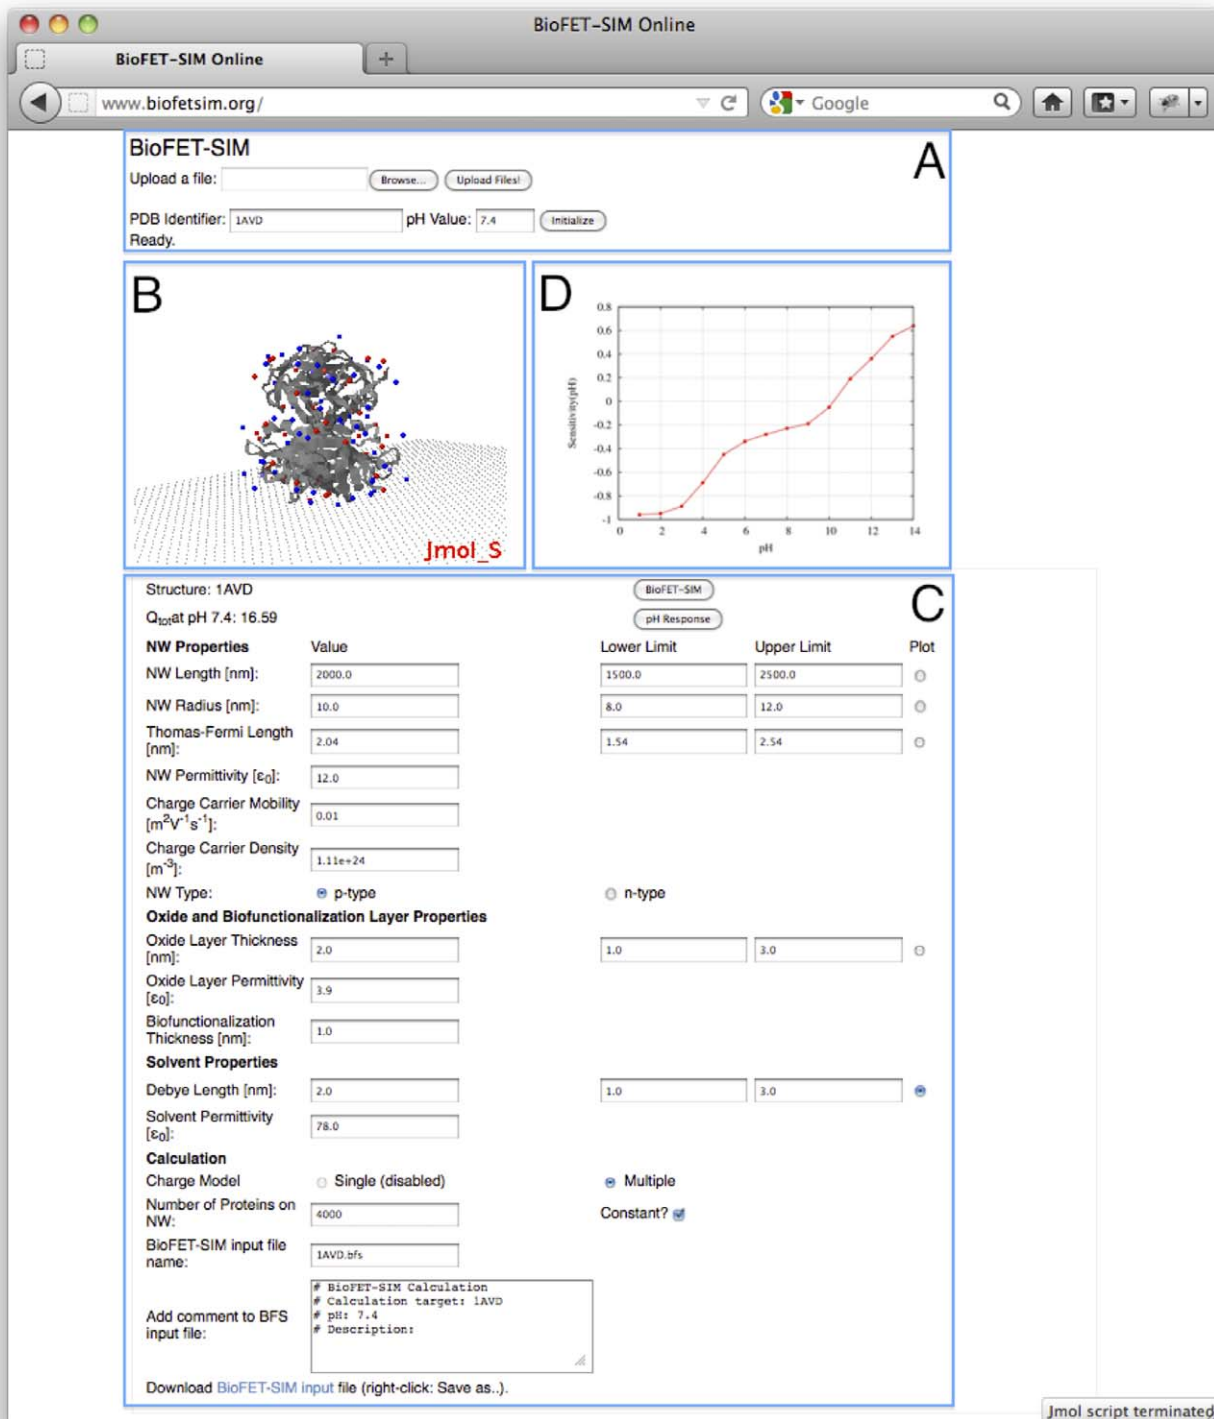 BioFET-SIM Online
BioFET-SIM Online
www.biofetsim.org/ Google
BioFET-SIM A
Upload a file: Browse... Upload Files!
PDB Identifier: 1AVD pH Value: 7.4 Initialize
Ready.
B
Jmol_S
D
0.8
0.6
0.4
0.2
0
-0.2
-0.4
-0.6
-0.8
-1
Sensitivity(pH)
0 2 4 6 8 10 12 14
pH
Structure: 1AVD BioFET-SIM C
Qtot at pH 7.4: 16.59 pH Response
NW Properties Value Lower Limit Upper Limit Plot
NW Length [nm]: 2000.0 1500.0 2500.0
NW Radius [nm]: 10.0 8.0 12.0
Thomas-Fermi Length
[nm]: 2.04 1.54 2.54
NW Permittivity [ε0]: 12.0
Charge Carrier Mobility
[m²V⁻¹s⁻¹]: 0.01
Charge Carrier Density
[m⁻³]: 1.11e+24
NW Type: p-type n-type
Oxide and Biofunctionalization Layer Properties
Oxide Layer Thickness
[nm]: 2.0 1.0 3.0
Oxide Layer Permittivity
[ε0]: 3.9
Biofunctionalization
Thickness [nm]: 1.0
Solvent Properties
Debye Length [nm]: 2.0 1.0 3.0
Solvent Permittivity
[ε0]: 78.0
Calculation
Charge Model Single (disabled) Multiple
Number of Proteins on
NW: 4000 Constant?
BioFET-SIM input file
name: 1AVD.bfs
# BioFET-SIM Calculation
# Calculation target: 1AVD
# pH: 7.4
# Description:
Add comment to BFS
input file:
Download BioFET-SIM input file (right-click: Save as..).
Jmol script terminated